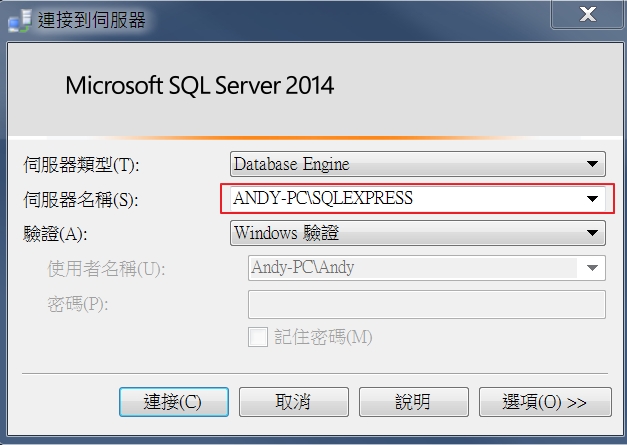 連接到伺服器
Microsoft SQL Server 2014
伺服器類型(T): Database Engine
伺服器名稱(S): ANDY-PC\SQLEXPRESS
驗證(A): Windows 驗證
使用者名稱(U): Andy-PC\Andy
密碼(P):
記住密碼(M)
連接(C) 取消 說明 選項(O) >>